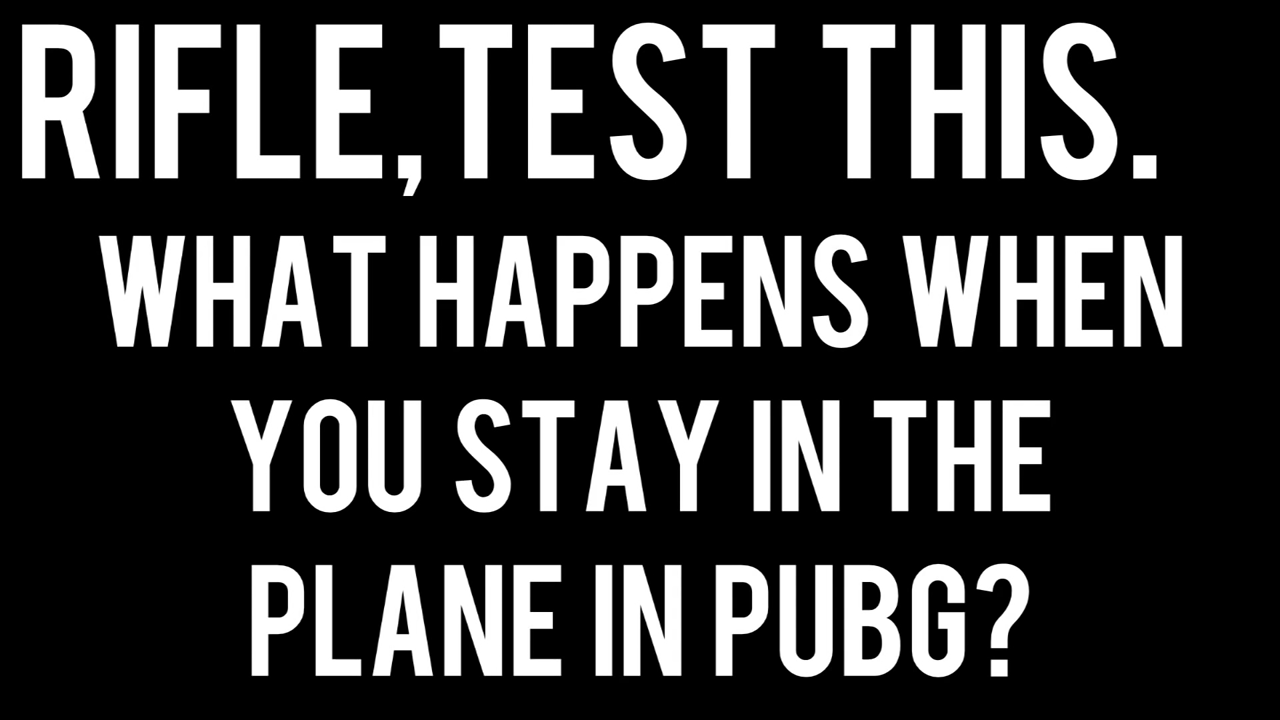 RIFLE,TEST THIS.
WHAT HAPPENS WHEN
YOU STAY IN THE
PLANE IN PUBG?